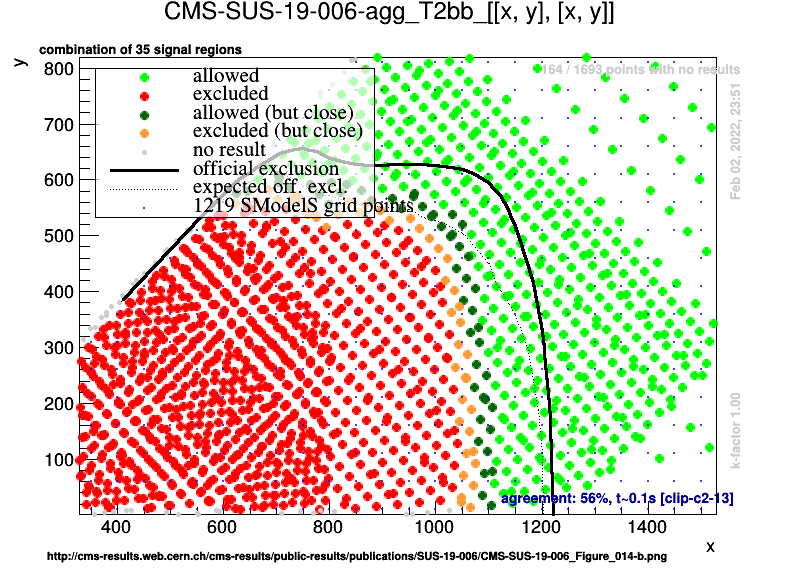 CMS-SUS-19-006-agg_T2bb_[[x, y], [x, y]]
combination of 35 signal regions
y
164 / 1693 points with no results
allowed
excluded
allowed (but close)
excluded (but close)
no result
official exclusion
expected off. excl.
1219 SModelS grid points
800
700
600
500
400
300
200
100
Feb 02, 2022, 23:51
k-factor 1.00
agreement: 56%, t~0.1s [clip-c2-13]
400 600 800 1000 1200 1400
x
http://cms-results.web.cern.ch/cms-results/public-results/publications/SUS-19-006/CMS-SUS-19-006_Figure_014-b.png